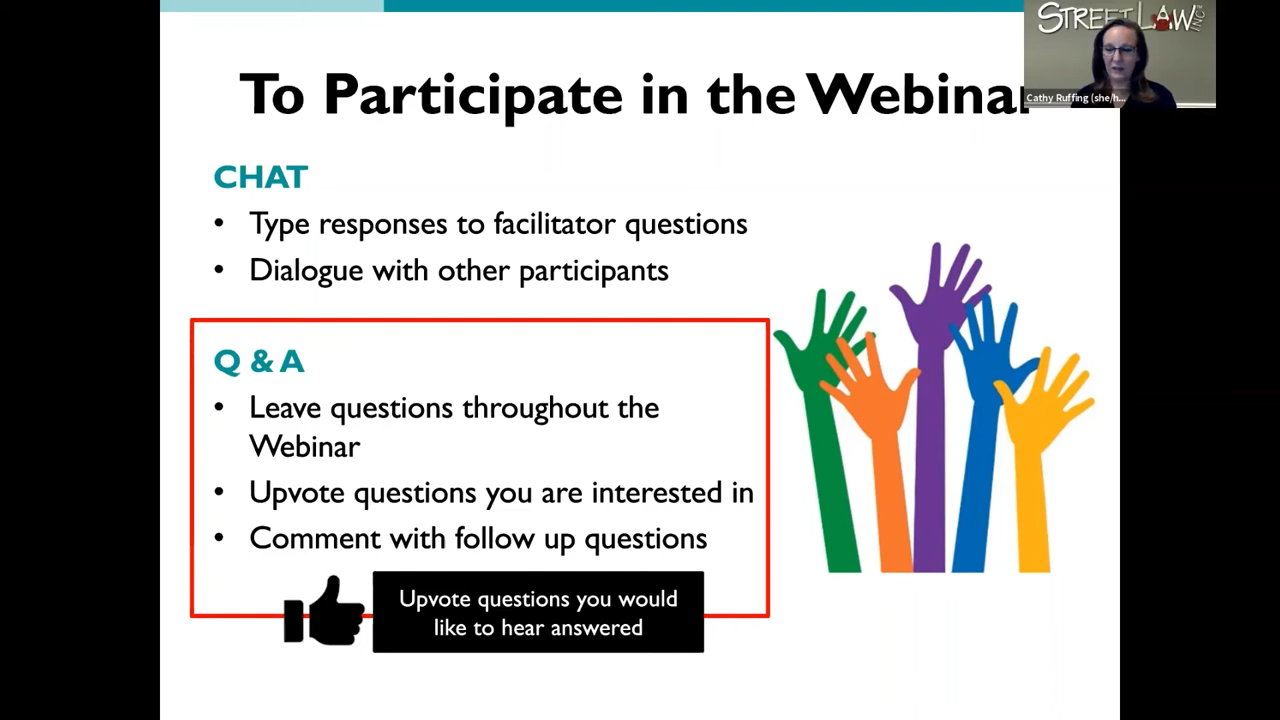 STREET LAW INC
Cathy Ruffing (she/h...
To Participate in the Webinar
CHAT
• Type responses to facilitator questions
• Dialogue with other participants
Q & A
• Leave questions throughout the
Webinar
• Upvote questions you are interested in
• Comment with follow up questions
Upvote questions you would
like to hear answered